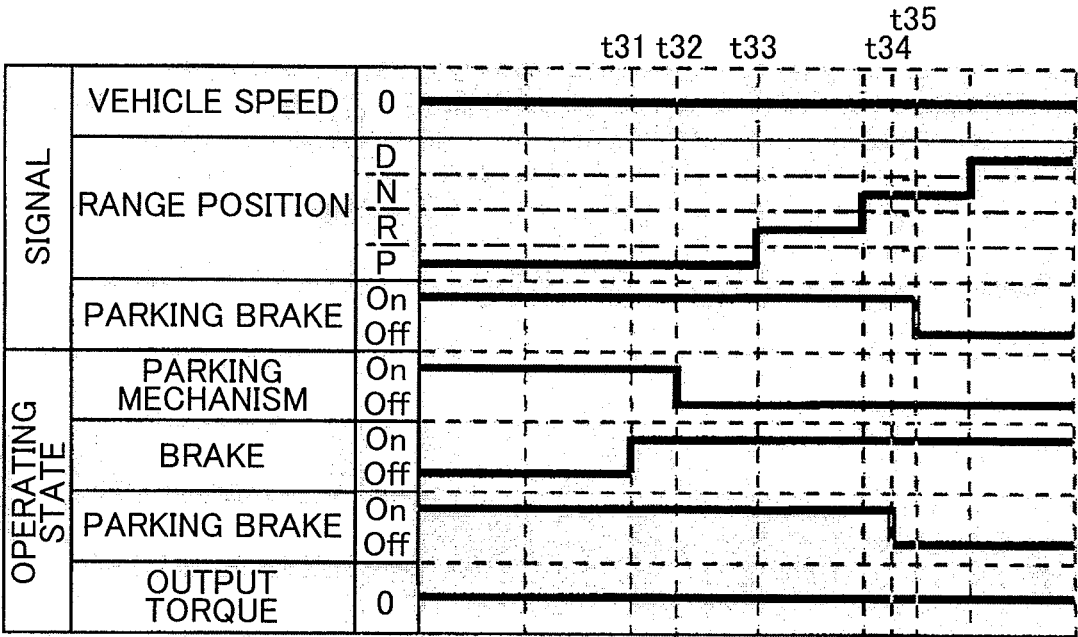 t35
t31 t32 t33 t34
SIGNAL
VEHICLE SPEED 0
RANGE POSITION
D
N
R
P
PARKING BRAKE
On
Off
OPERATING
STATE
PARKING
MECHANISM
On
Off
BRAKE
On
Off
PARKING BRAKE
On
Off
OUTPUT
TORQUE
0